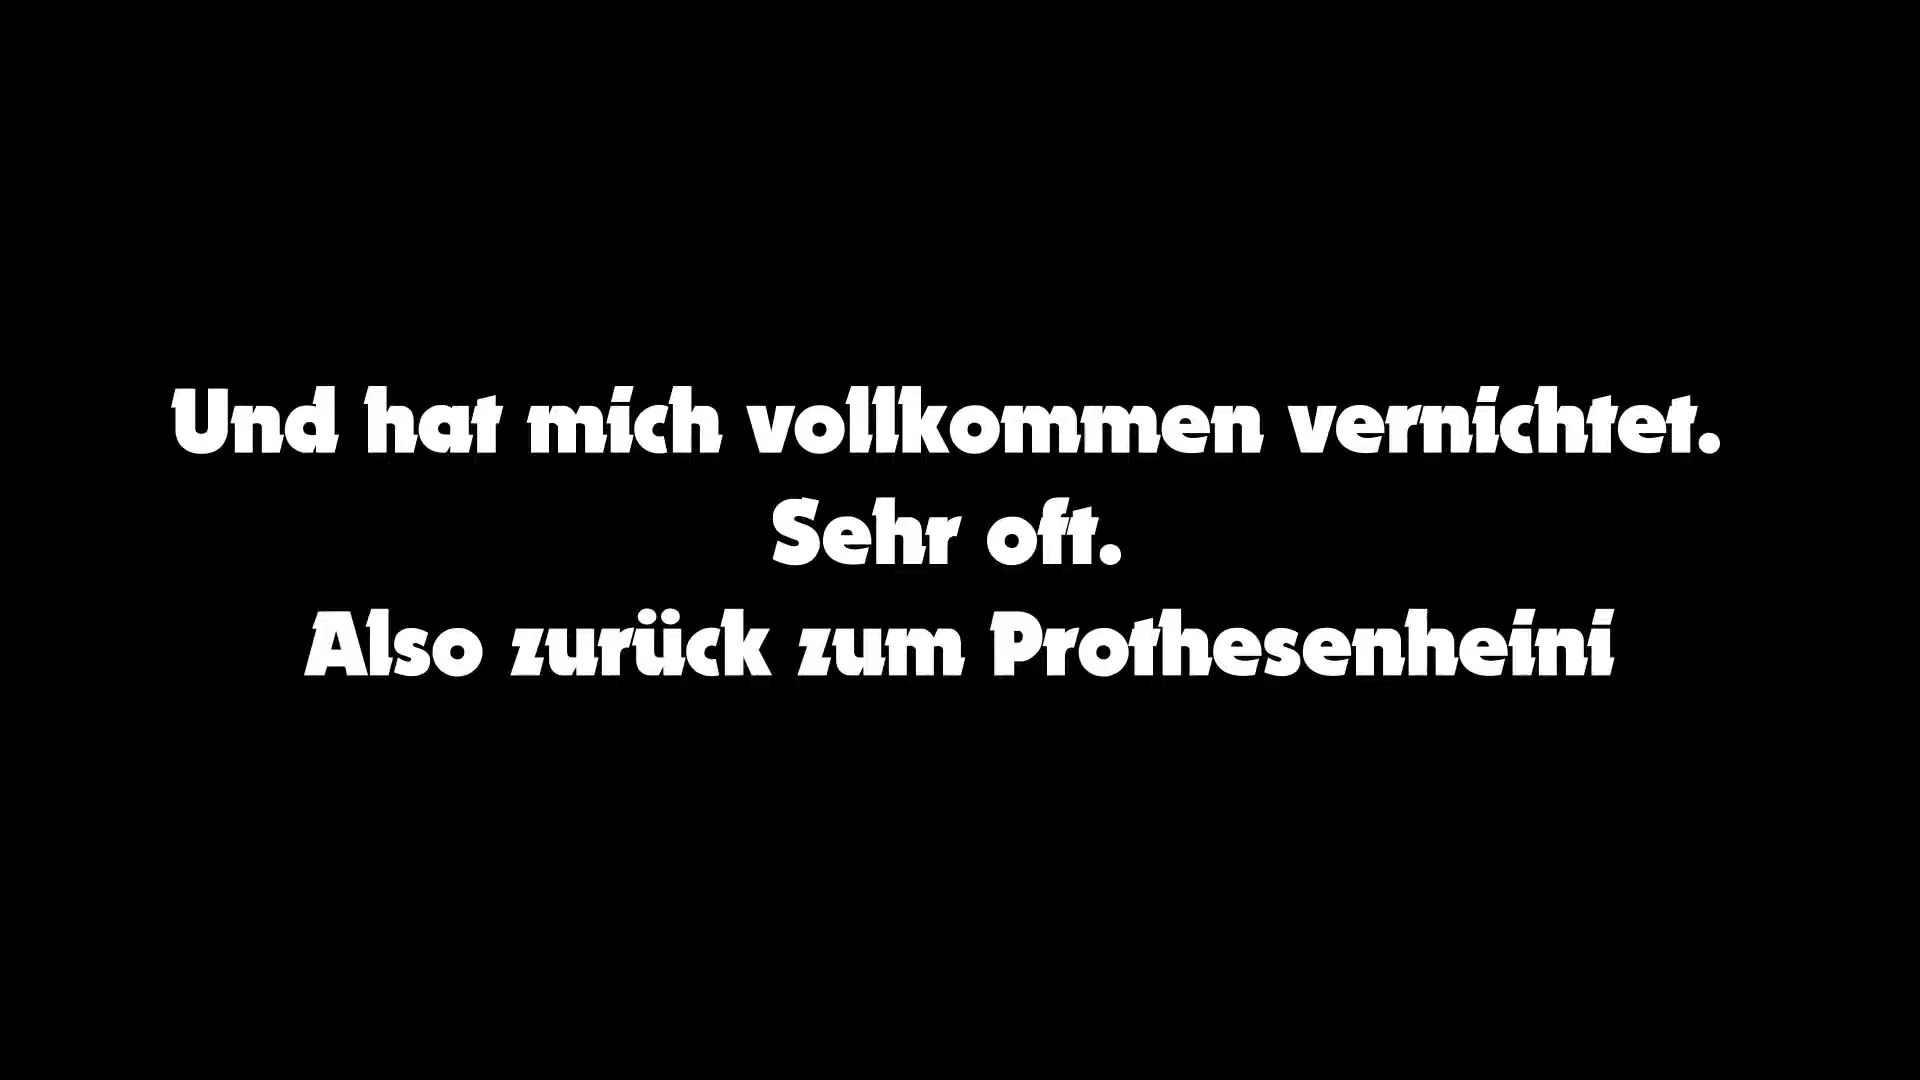 Und hat mich vollkommen vernichtet.
Sehr oft.
Also zurück zum Prothesenheini